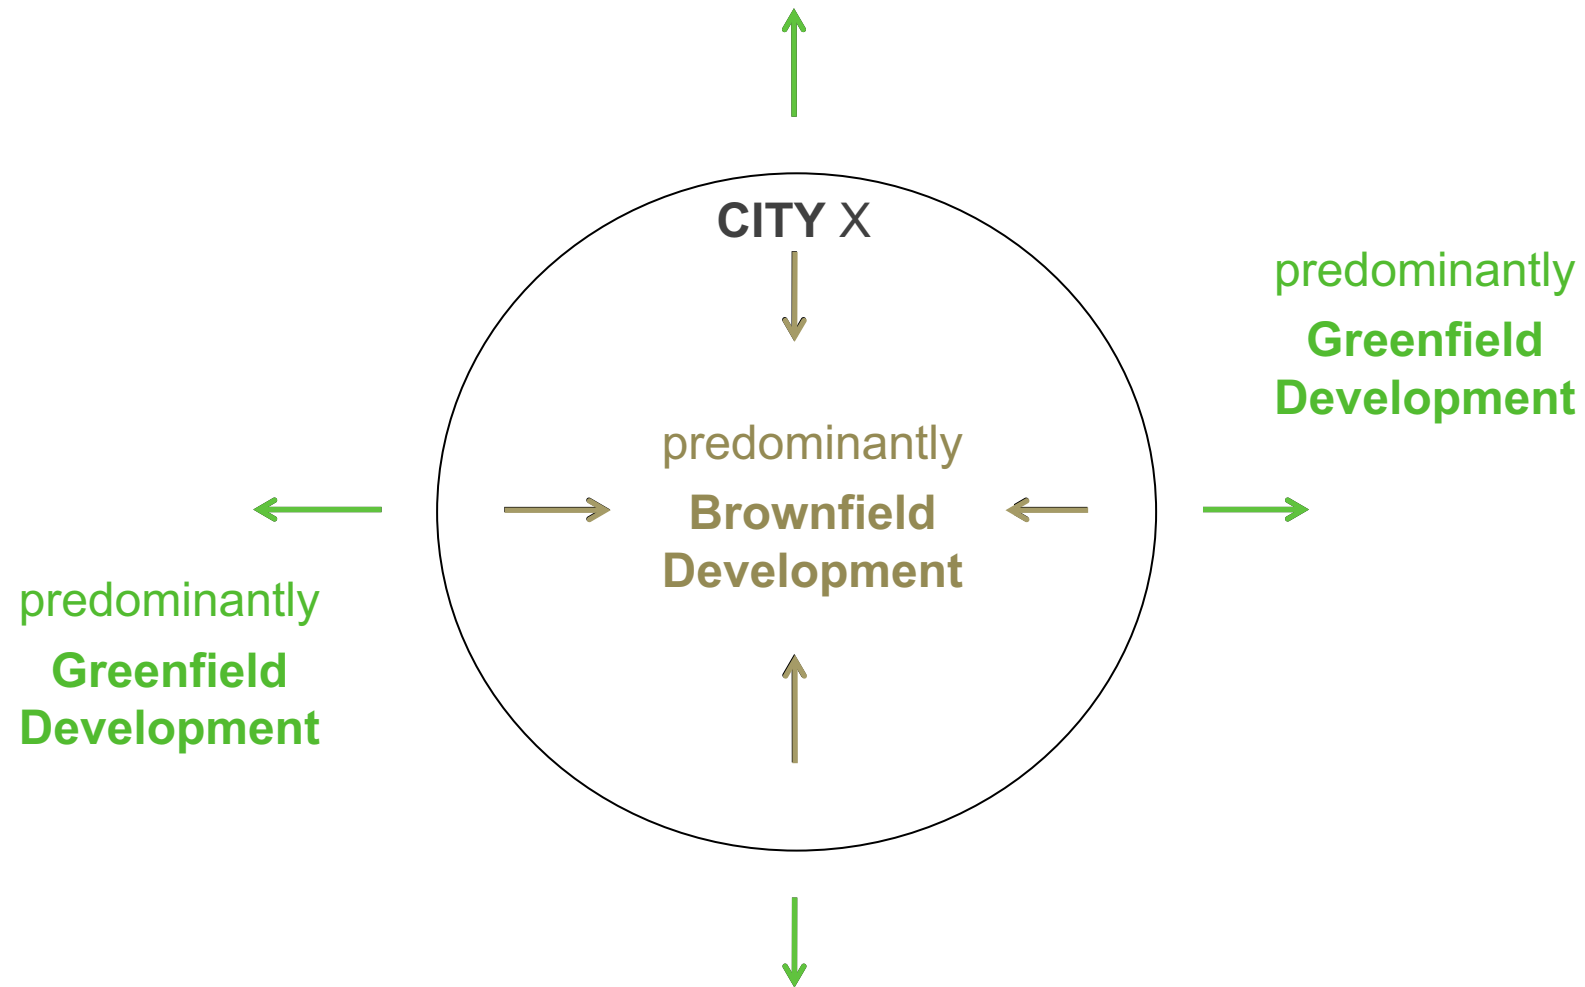 CITY X
predominantly
Greenfield
Development
predominantly
Brownfield
Development
predominantly
Greenfield
Development